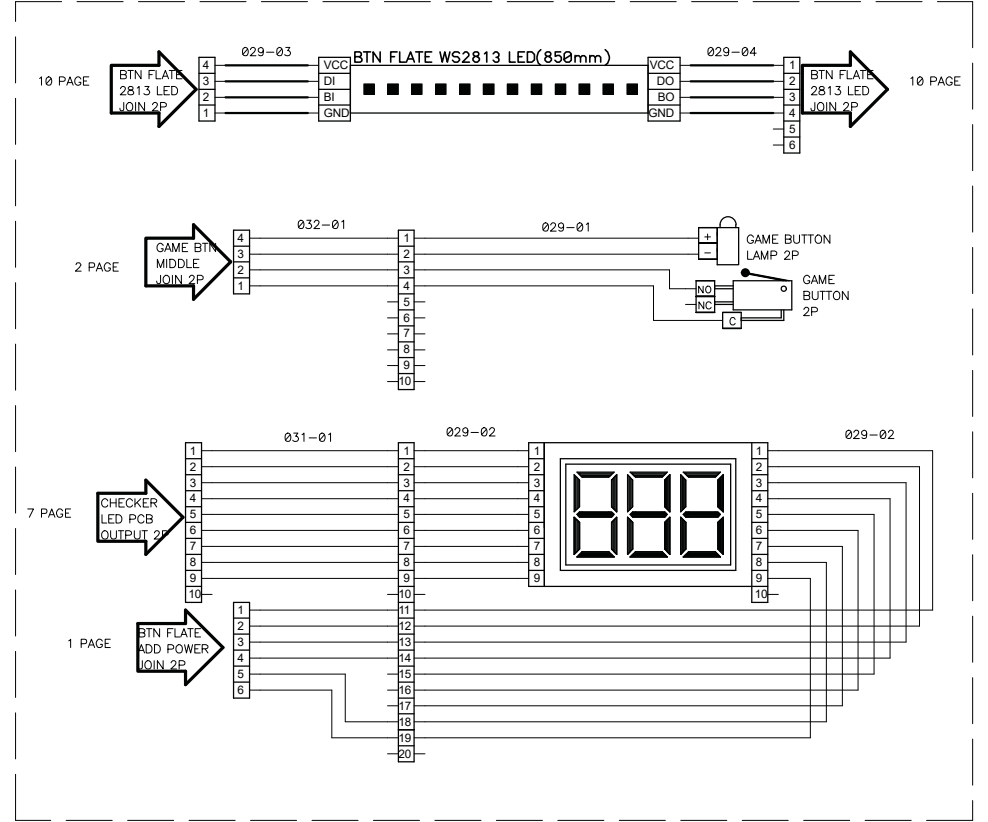 029-03
BTN FLATE WS2813 LED(850mm)
029-04
10 PAGE
BTN FLATE
2813 LED
JOIN 2P
4
3
2
1
VCC
DI
BI
GND
VCC
DO
BO
GND
1
2
3
4
5
6
BTN FLATE
2813 LED
JOIN 2P
10 PAGE
032-01
029-01
2 PAGE
GAME BTN
MIDDLE
JOIN 2P
4
3
2
1
1
2
3
4
5
6
7
8
9
10
+
-
GAME BUTTON
LAMP 2P
NO
NC
C
GAME
BUTTON
2P
031-01
029-02
029-02
7 PAGE
CHECKER
LED PCB
OUTPUT 2P
1
2
3
4
5
6
7
8
9
10
1
2
3
4
5
6
7
8
9
10
11
12
13
14
15
16
17
18
19
20
1
2
3
4
5
6
7
8
9
888
1
2
3
4
5
6
7
8
9
10
1 PAGE
BTN FLATE
ADD POWER
JOIN 2P
1
2
3
4
5
6